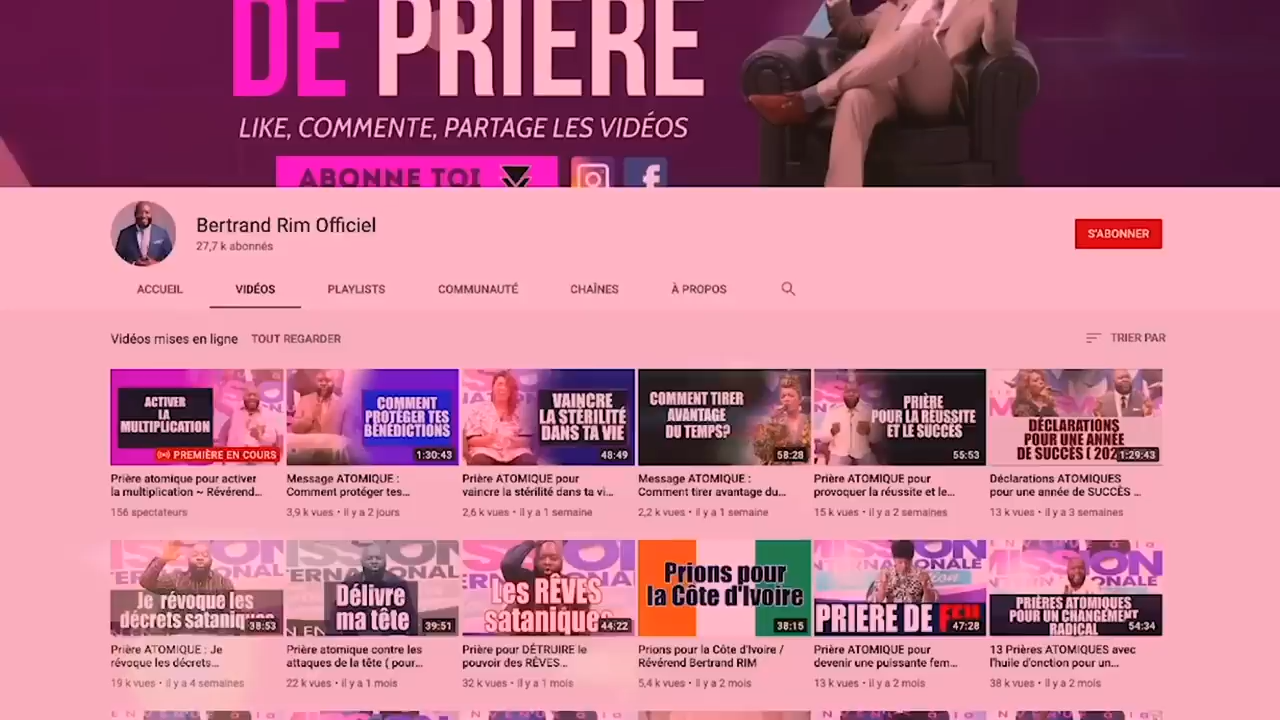 DE PRIÈRE
LIKE, COMMENTE, PARTAGE LES VIDÉOS
ABONNE TOI
Bertrand Rim Officiel
27,7 k abonnés
S'ABONNER
ACCUEIL VIDÉOS PLAYLISTS COMMUNAUTÉ CHAÎNES À PROPOS
Vidéos mises en ligne TOUT REGARDER TRIER PAR
ACTIVER
LA
MULTIPLICATION
PREMIÈRE EN COURS
COMMENT
PROTÉGER TES
BÉNÉDICTIONS
1:30:43
VAINCRE
LA STÉRILITÉ
DANS TA VIE
48:49
COMMENT TIRER
AVANTAGE
DU TEMPS?
58:28
PRIÈRE
POUR LA RÉUSSITE
ET LE SUCCÈS
55:53
DÉCLARATIONS
POUR UNE ANNÉE
DE SUCCÈS ( 202
1:29:43
Prière atomique pour activer
la multiplication ~ Révérend...
156 spectateurs
Message ATOMIQUE :
Comment protéger tes...
3,9 k vues • il y a 2 jours
Prière ATOMIQUE pour
vaincre la stérilité dans ta vi...
2,6 k vues • il y a 1 semaine
Message ATOMIQUE :
Comment tirer avantage du...
2,2 k vues • il y a 1 semaine
Prière ATOMIQUE pour
provoquer la réussite et le...
15 k vues • il y a 2 semaines
Déclarations ATOMIQUES
pour une année de SUCCÈS ...
13 k vues • il y a 3 semaines
Je révoque les
décrets sataniques
38:53
Délivre
ma tête
39:51
Les RÊVES
satanique
44:22
Prions pour
la Côte d'Ivoire
38:15
MISSION
PRIERE DE FEU
47:28
MISSION
PRIÈRES ATOMIQUES
POUR UN CHANGEMENT
RADICAL
54:34
Prière ATOMIQUE : Je
révoque les décrets...
19 k vues • il y a 4 semaines
Prière atomique contre les
attaques de la tête ( pour...
22 k vues • il y a 1 mois
Prière pour DÉTRUIRE le
pouvoir des RÊVES...
32 k vues • il y a 1 mois
Prions pour la Côte d'Ivoire /
Révérend Bertrand RIM
5,4 k vues • il y a 2 mois
Prière ATOMIQUE pour
devenir une puissante fem...
13 k vues • il y a 2 mois
13 Prières ATOMIQUES avec
l'huile d'onction pour un...
38 k vues • il y a 2 mois